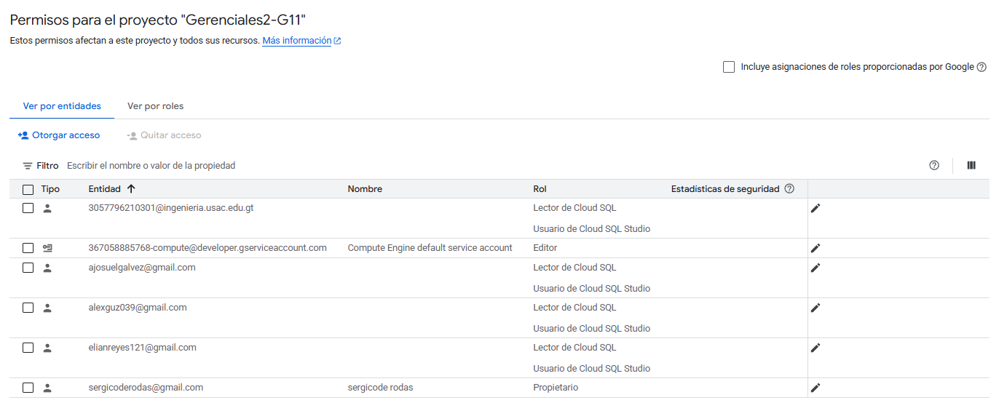 Permisos para el proyecto "Gerenciales2-G11"
Estos permisos afectan a este proyecto y todos sus recursos. Más información
Incluye asignaciones de roles proporcionadas por Google
Ver por entidades Ver por roles
Otorgar acceso Quitar acceso
Filtro Escribir el nombre o valor de la propiedad
Tipo Entidad Nombre Rol Estadísticas de seguridad
3057796210301@ingenieria.usac.edu.gt Lector de Cloud SQL
Usuario de Cloud SQL Studio
367058885768-compute@developer.gserviceaccount.com Compute Engine default service account Editor
ajosuelgalvez@gmail.com Lector de Cloud SQL
Usuario de Cloud SQL Studio
alexguz039@gmail.com Lector de Cloud SQL
Usuario de Cloud SQL Studio
elianreyes121@gmail.com Lector de Cloud SQL
Usuario de Cloud SQL Studio
sergicoderodas@gmail.com sergicode rodas Propietario